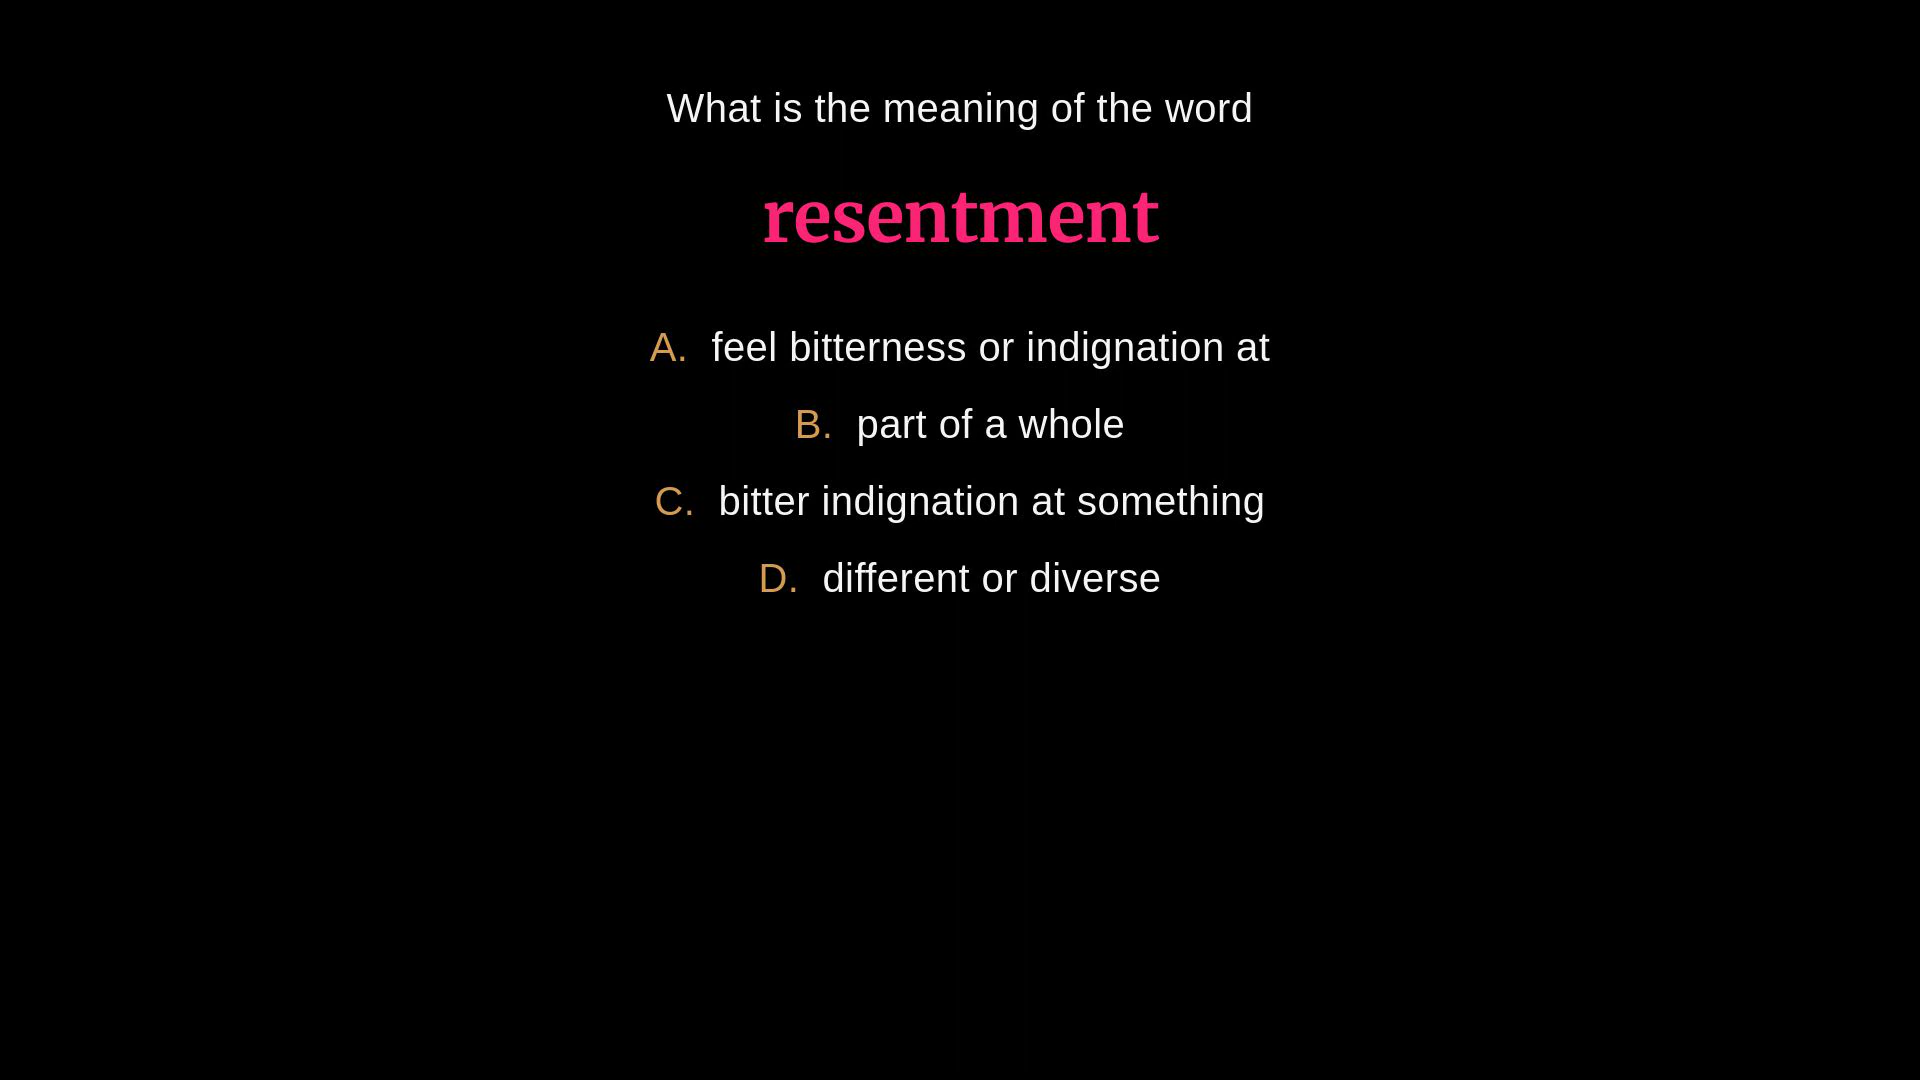 What is the meaning of the word
resentment
A. feel bitterness or indignation at
B. part of a whole
C. bitter indignation at something
D. different or diverse